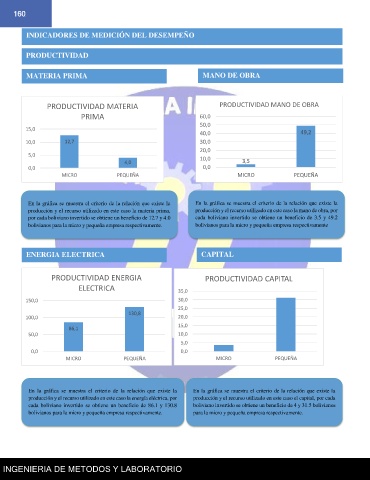 160
INDICADORES DE MEDICIÓN DEL DESEMPEÑO
PRODUCTIVIDAD
MATERIA PRIMA
MANO DE OBRA
PRODUCTIVIDAD MATERIA
PRIMA
15,0
10,0
5,0
0,0
12,7
4,0
MICRO PEQUEÑA
PRODUCTIVIDAD MANO DE OBRA
60,0
50,0
40,0
30,0
20,0
10,0
0,0
3,5
49,2
MICRO PEQUEÑA
En la gráfica se muestra el criterio de la relación que existe la
producción y el recurso utilizado en este caso la materia prima,
por cada boliviano invertido se obtiene un beneficio de 12.7 y 4.0
bolivianos para la micro y pequeña empresa respectivamente
En la gráfica se muestra el criterio de la relación que existe la
producción y el recurso utilizado en este caso de mano de obra, por
cada boliviano invertido se obtiene un beneficio de 3.5 y 49.2
bolivianos para la micro y pequeña empresa respectivamente
ENERGIA ELECTRICA
CAPITAL
PRODUCTIVIDAD ENERGIA
ELECTRICA
150,0
100,0
50,0
0,0
86,1
130,8
MICRO PEQUEÑA
PRODUCTIVIDAD CAPITAL
35,0
30,0
25,0
20,0
15,0
10,0
5,0
0,0
MICRO PEQUEÑA
En la gráfica se muestra el criterio de la relación que existe la
producción y el recurso utilizado en este caso la energía eléctrica, por
cada boliviano invertido se obtiene un beneficio de 86.1 y 130.8
bolivianos para la micro y pequeña empresa respectivamente.
En la gráfica se muestra el criterio de la relación que existe la
producción y el recurso utilizado en este caso el capital, por cada
boliviano invertido se obtiene un beneficio de 4 y 31.5 bolivianos
para la micro y pequeña empresa respectivamente.
INGENIERIA DE METODOS Y LABORATORIO